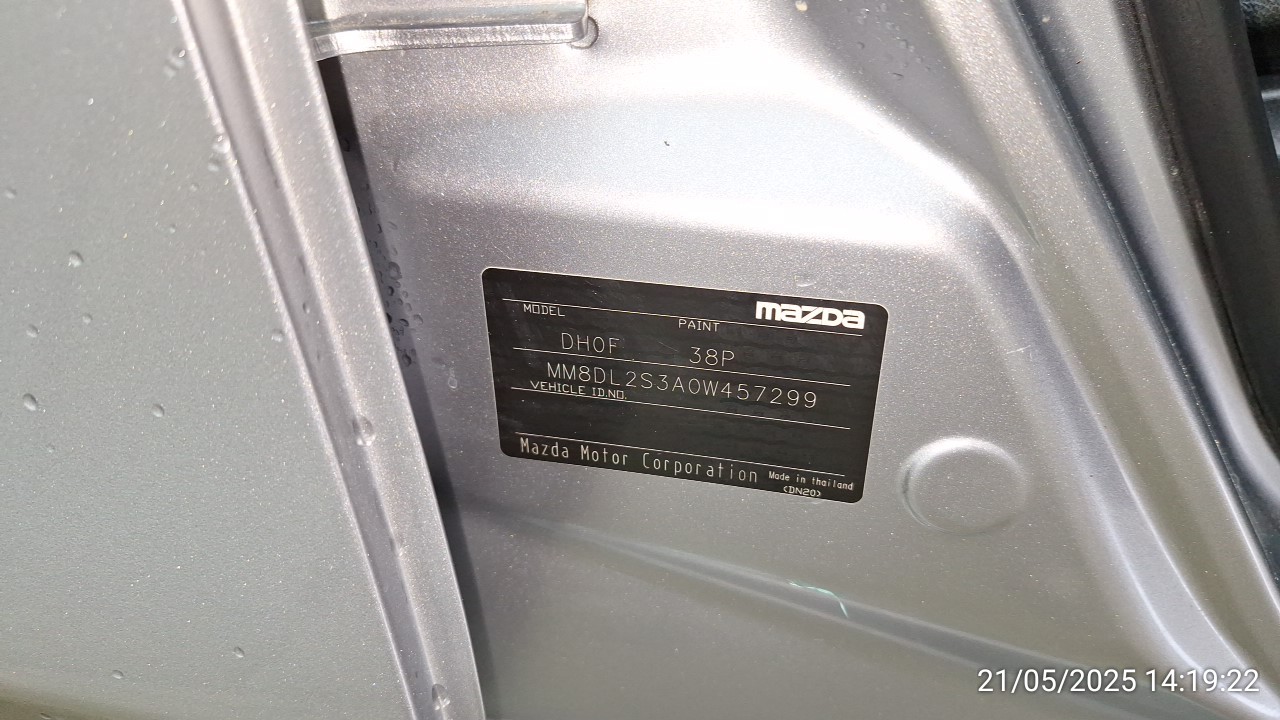 mazda
MODEL PAINT
DH0F 38P
MM8DL2S3A0W457299
VEHICLE ID.NO.
Mazda Motor Corporation Made in thailand
<DN20>
21/05/2025 14:19:22